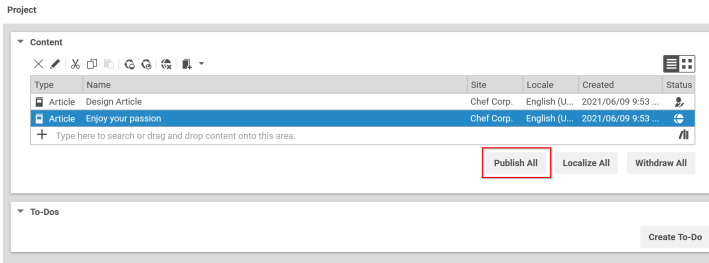 Project
Content
Type Name Site Locale Created Status
Article Design Article Chef Corp. English (U... 2021/06/09 9:53 ...
Article Enjoy your passion Chef Corp. English (U... 2021/06/09 9:53 ...
Type here to search or drag and drop content onto this area.
Publish All Localize All Withdraw All
To-Dos
Create To-Do